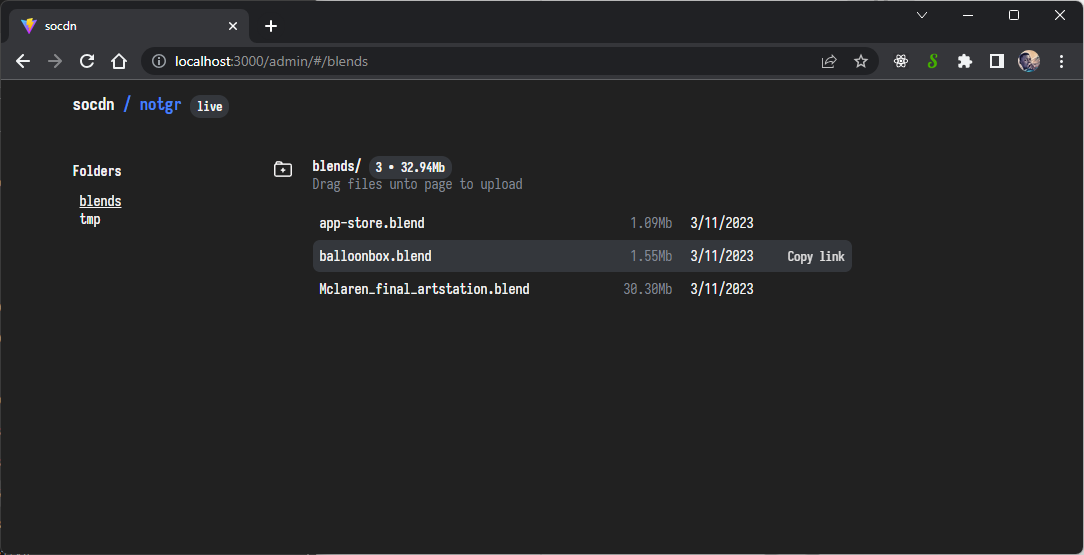 socdn
localhost:3000/admin/#/blends
socdn / notgr live
Folders
blends
tmp
blends/ 3 • 32.94Mb
Drag files unto page to upload
app-store.blend 1.09Mb 3/11/2023
balloonbox.blend 1.55Mb 3/11/2023 Copy link
Mclaren_final_artstation.blend 30.30Mb 3/11/2023